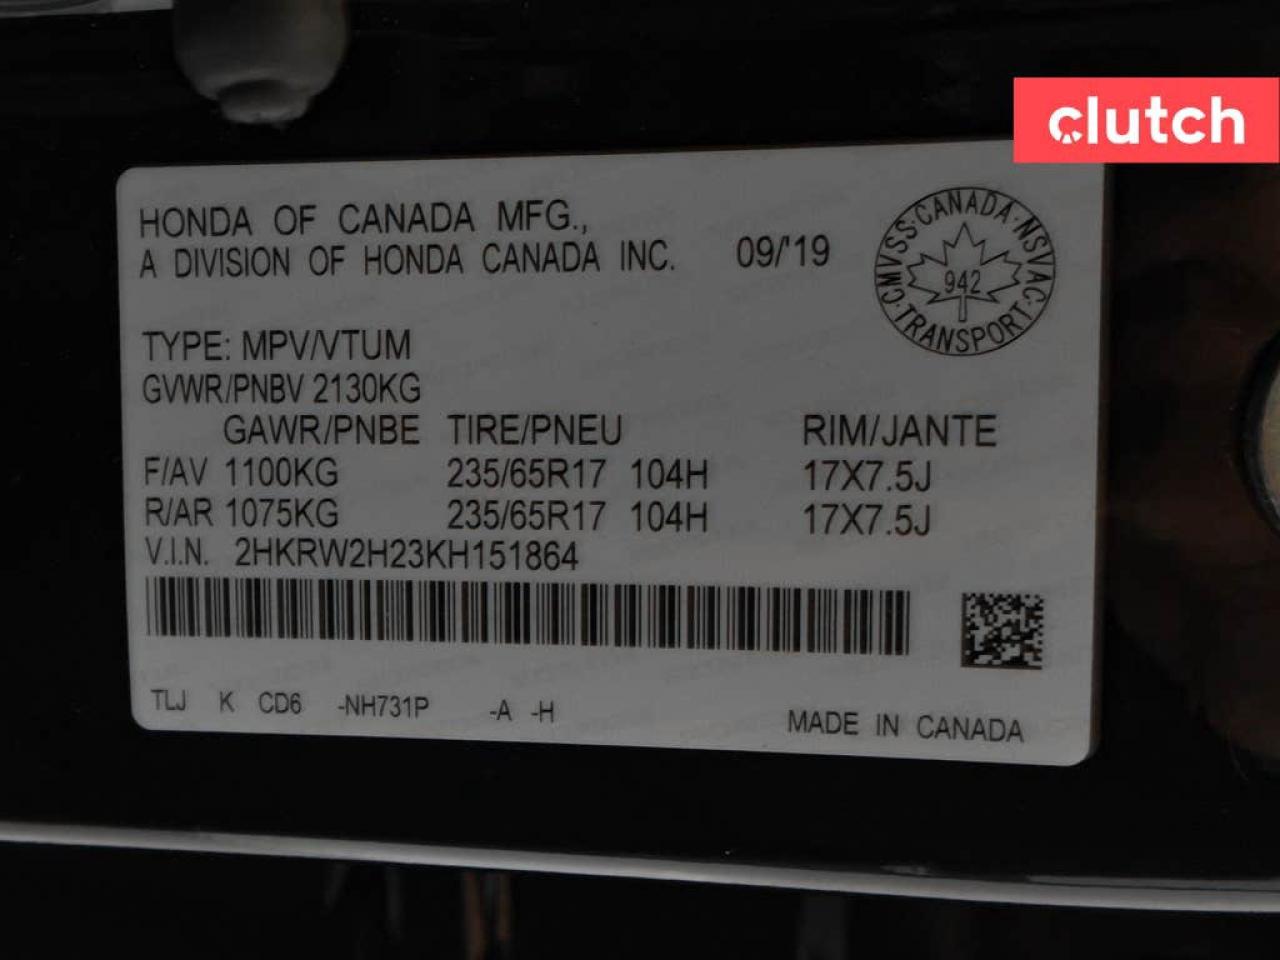 clutch
HONDA OF CANADA MFG.,
A DIVISION OF HONDA CANADA INC. 09/'19
CMVSS·CANADA·NSVAC·TRANSPORT·
942
TYPE: MPV/VTUM
GVWR/PNBV 2130KG
GAWR/PNBE TIRE/PNEU RIM/JANTE
F/AV 1100KG 235/65R17 104H 17X7.5J
R/AR 1075KG 235/65R17 104H 17X7.5J
V.I.N. 2HKRW2H23KH151864
TLJ K CD6 -NH731P -A -H
MADE IN CANADA